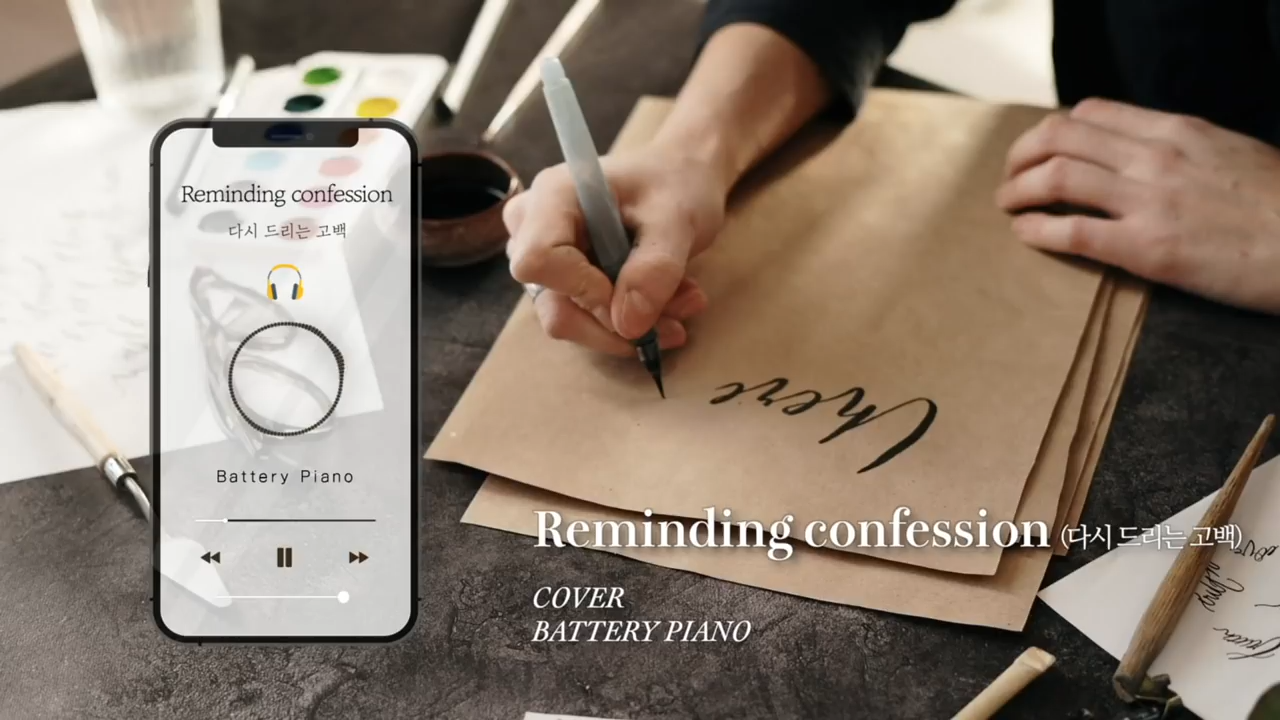 Reminding confession
다시 드리는 고백
Battery Piano
Chere
Reminding confession (다시 드리는 고백)
COVER
BATTERY PIANO